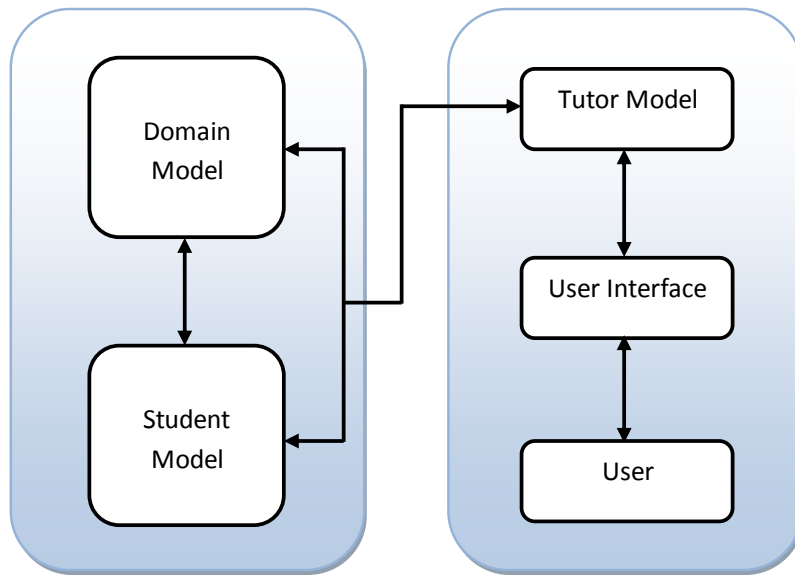 Domain
Model
Student
Model
Tutor Model
User Interface
User